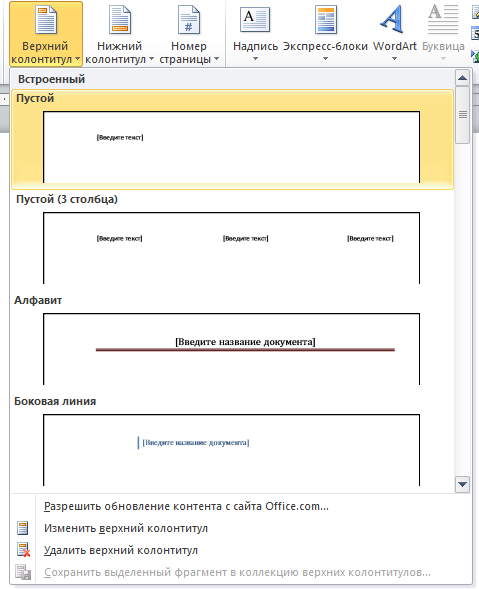 Верхний колонтитул
Нижний колонтитул
Номер страницы
Надпись
Экспресс-блоки
WordArt
Буквица
Встроенный
Пустой
[Введите текст]
Пустой (3 столбца)
[Введите текст] [Введите текст] [Введите текст]
Алфавит
[Введите название документа]
Боковая линия
[Введите название документа]
Разрешить обновление контента с сайта Office.com...
Изменить верхний колонтитул
Удалить верхний колонтитул
Сохранить выделенный фрагмент в коллекцию верхних колонтитулов...